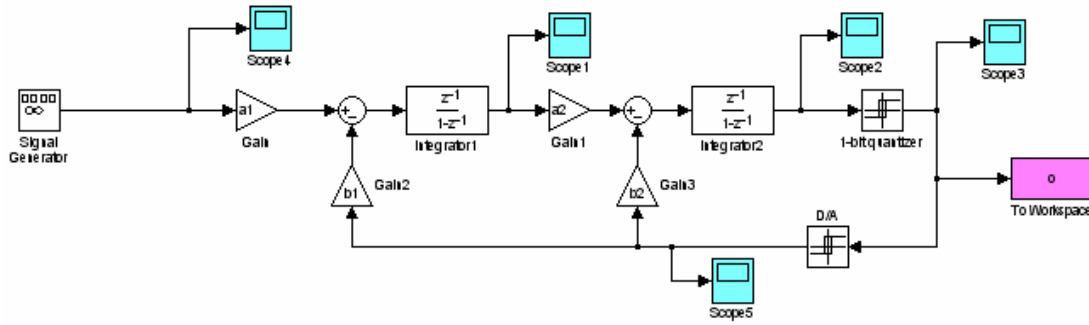 Scope4
Scope1
Scope2
Scope3
Signal
Generator
a1
Gain
+
-
z⁻¹
1-z⁻¹
Integrator1
a2
Gain1
+
-
z⁻¹
1-z⁻¹
Integrator2
1-bit quantizer
b1
Gain2
b2
Gain3
o
To Workspace
D/A
Scope5